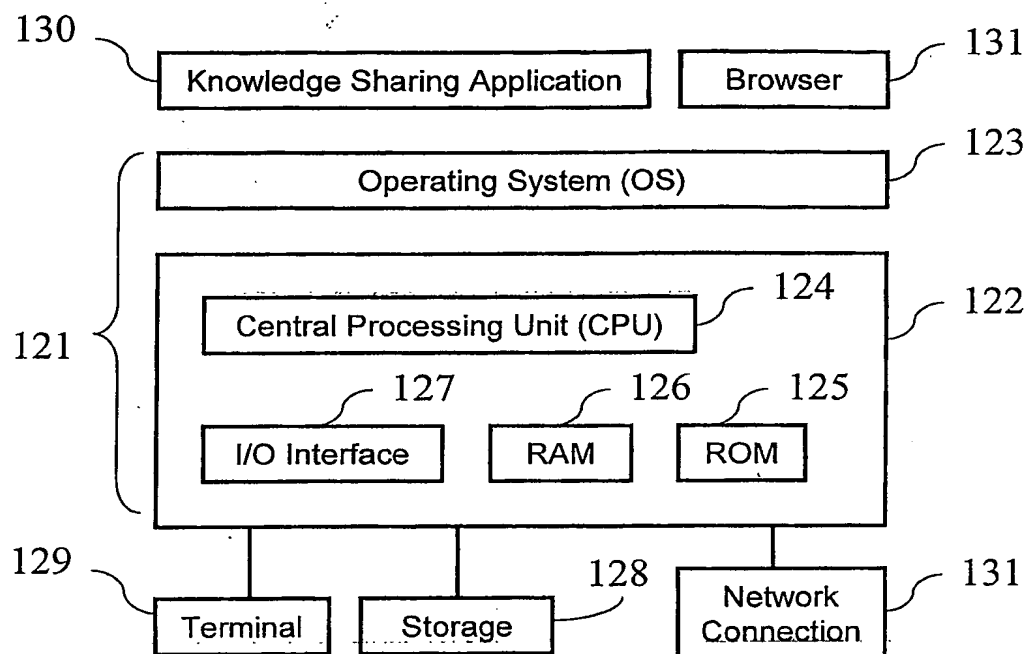 130
131
Knowledge Sharing Application
Browser
123
Operating System (OS)
124
122
Central Processing Unit (CPU)
121
127
126
125
I/O Interface
RAM
ROM
129
128
131
Terminal
Storage
Network
Connection